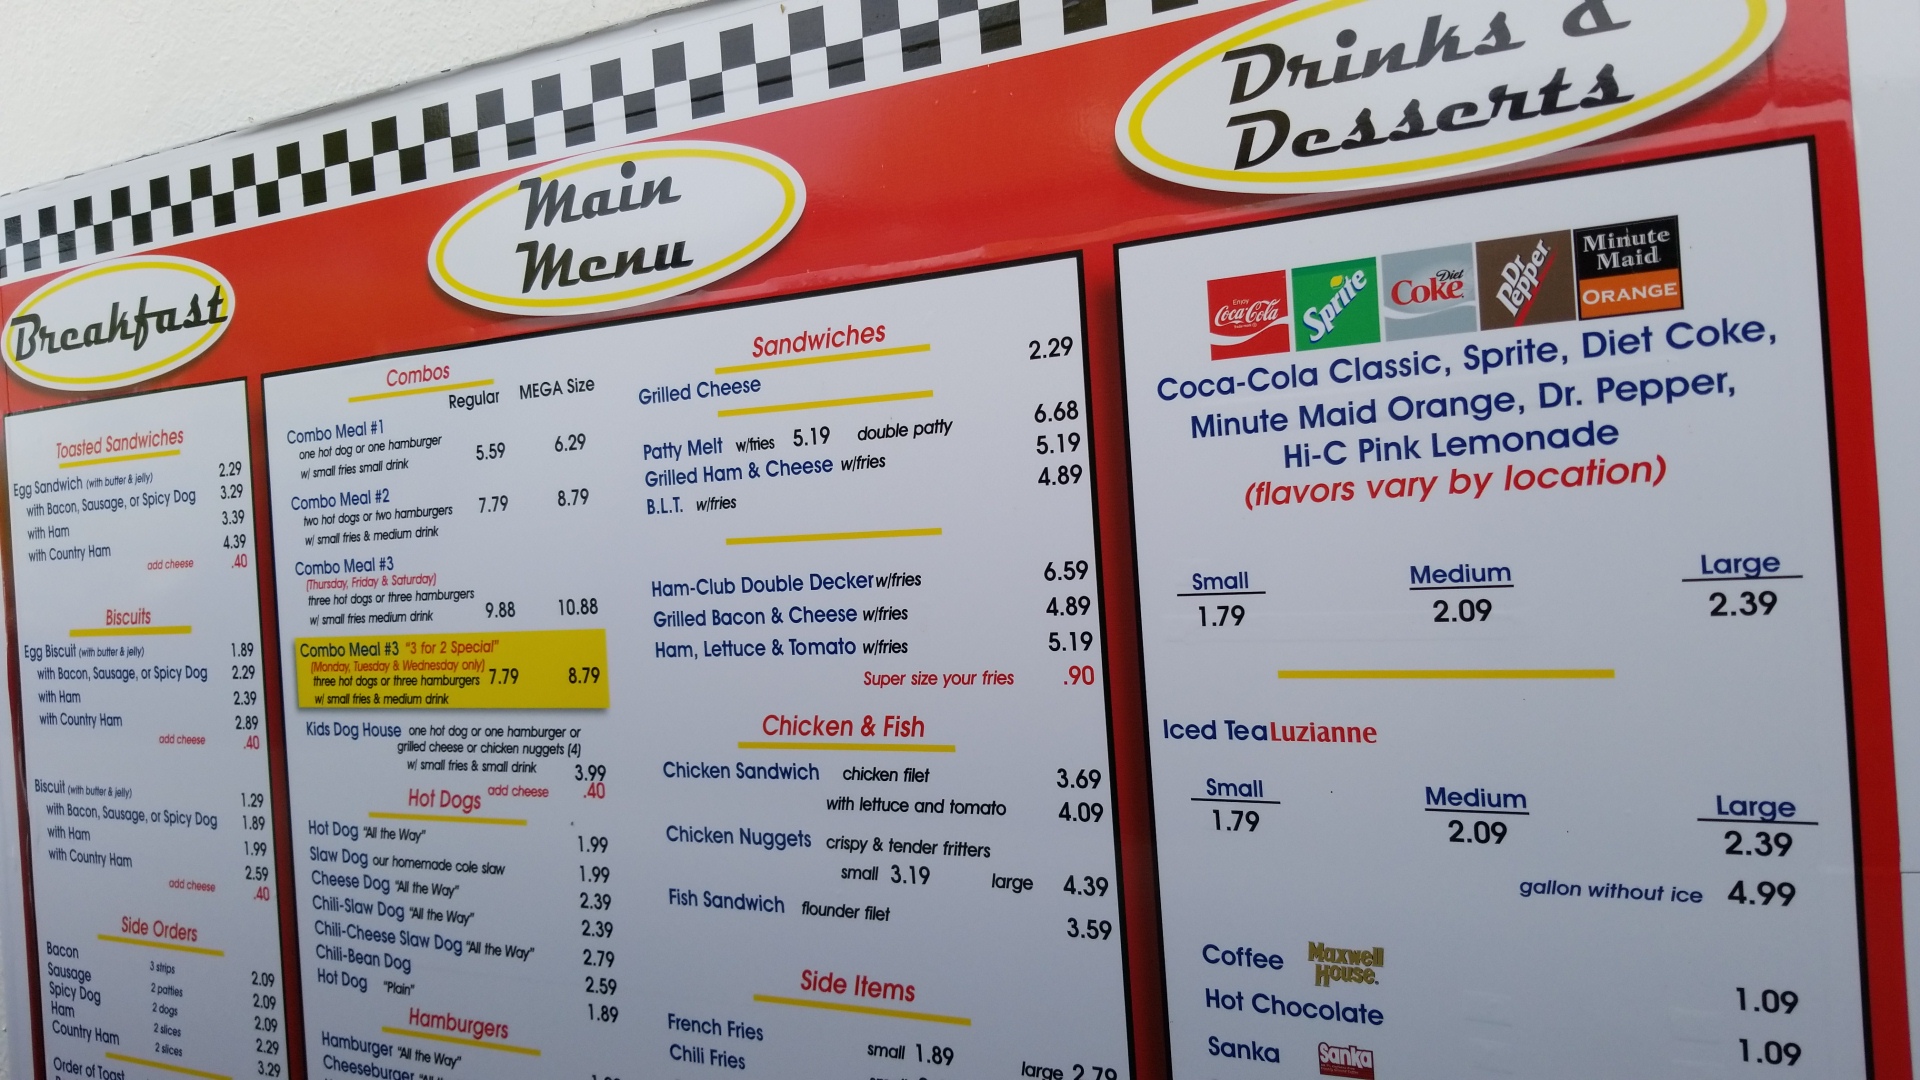 Breakfast
Toasted Sandwiches
Egg Sandwich (with butter & jelly) 2.29
with Bacon, Sausage, or Spicy Dog 3.29
with Ham 3.39
with Country Ham 4.39
add cheese .40
Biscuits
Egg Biscuit (with butter & jelly) 1.89
with Bacon, Sausage, or Spicy Dog 2.29
with Ham 2.39
with Country Ham 2.89
add cheese .40
Biscuit (with butter & jelly) 1.29
with Bacon, Sausage, or Spicy Dog 1.89
with Ham 1.99
with Country Ham 2.59
add cheese .40
Side Orders
Bacon 3 strips 2.09
Sausage 2 patties 2.09
Spicy Dog 2 dogs 2.09
Ham 2 slices 2.29
Country Ham 2 slices 3.29
Order of Toast
Main
Menu
Combos
Regular MEGA Size
Combo Meal #1
one hot dog or one hamburger 5.59 6.29
w/ small fries small drink
Combo Meal #2
two hot dogs or two hamburgers 7.79 8.79
w/ small fries & medium drink
Combo Meal #3
(Thursday, Friday & Saturday)
three hot dogs or three hamburgers
w/ small fries medium drink 9.88 10.88
Combo Meal #3 "3 for 2 Special"
(Monday, Tuesday & Wednesday only)
three hot dogs or three hamburgers 7.79 8.79
w/ small fries & medium drink
Kids Dog House one hot dog or one hamburger or
grilled cheese or chicken nuggets (4)
w/ small fries & small drink 3.99
add cheese .40
Hot Dogs
Hot Dog "All the Way" 1.99
Slaw Dog our homemade cole slaw 1.99
Cheese Dog "All the Way" 2.39
Chili-Slaw Dog "All the Way" 2.39
Chili-Cheese Slaw Dog "All the Way" 2.79
Chili-Bean Dog 2.59
Hot Dog "Plain" 1.89
Hamburgers
Hamburger "All the Way"
Cheeseburger
Sandwiches
Grilled Cheese 2.29
Patty Melt w/fries 5.19 double patty 6.68
Grilled Ham & Cheese w/fries 5.19
B.L.T. w/fries 4.89
Ham-Club Double Decker w/fries 6.59
Grilled Bacon & Cheese w/fries 4.89
Ham, Lettuce & Tomato w/fries 5.19
Super size your fries .90
Chicken & Fish
Chicken Sandwich chicken filet 3.69
with lettuce and tomato 4.09
Chicken Nuggets crispy & tender fritters
small 3.19 large 4.39
Fish Sandwich flounder filet 3.59
Side Items
French Fries small 1.89 large 2.79
Chili Fries
Drinks &
Desserts
Enjoy
Coca-Cola
Sprite
Diet
Coke
Dr
Pepper
Minute
Maid
ORANGE
Coca-Cola Classic, Sprite, Diet Coke,
Minute Maid Orange, Dr. Pepper,
Hi-C Pink Lemonade
(flavors vary by location)
Small Medium Large
1.79 2.09 2.39
Iced Tea Luzianne
Small Medium Large
1.79 2.09 2.39
gallon without ice 4.99
Coffee Maxwell House. 1.09
Hot Chocolate 1.09
Sanka Sanka